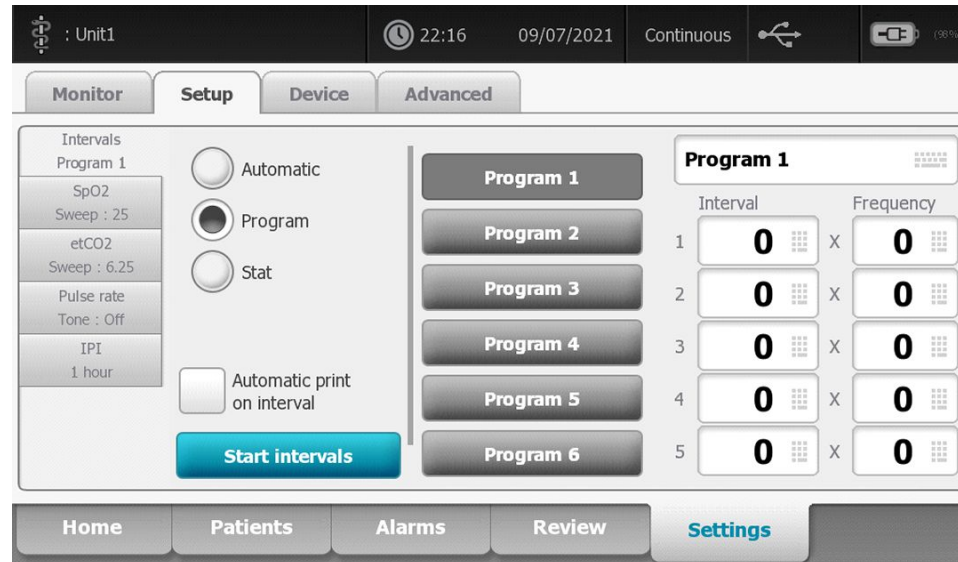 : Unit1
22:16
09/07/2021
Continuous
(98%
Monitor
Setup
Device
Advanced
Intervals
Program 1
SpO2
Sweep : 25
etCO2
Sweep : 6.25
Pulse rate
Tone : Off
IPI
1 hour
Automatic
Program
Stat
Automatic print
on interval
Start intervals
Program 1
Program 2
Program 3
Program 4
Program 5
Program 6
Program 1
Interval Frequency
1 0 X 0
2 0 X 0
3 0 X 0
4 0 X 0
5 0 X 0
Home
Patients
Alarms
Review
Settings